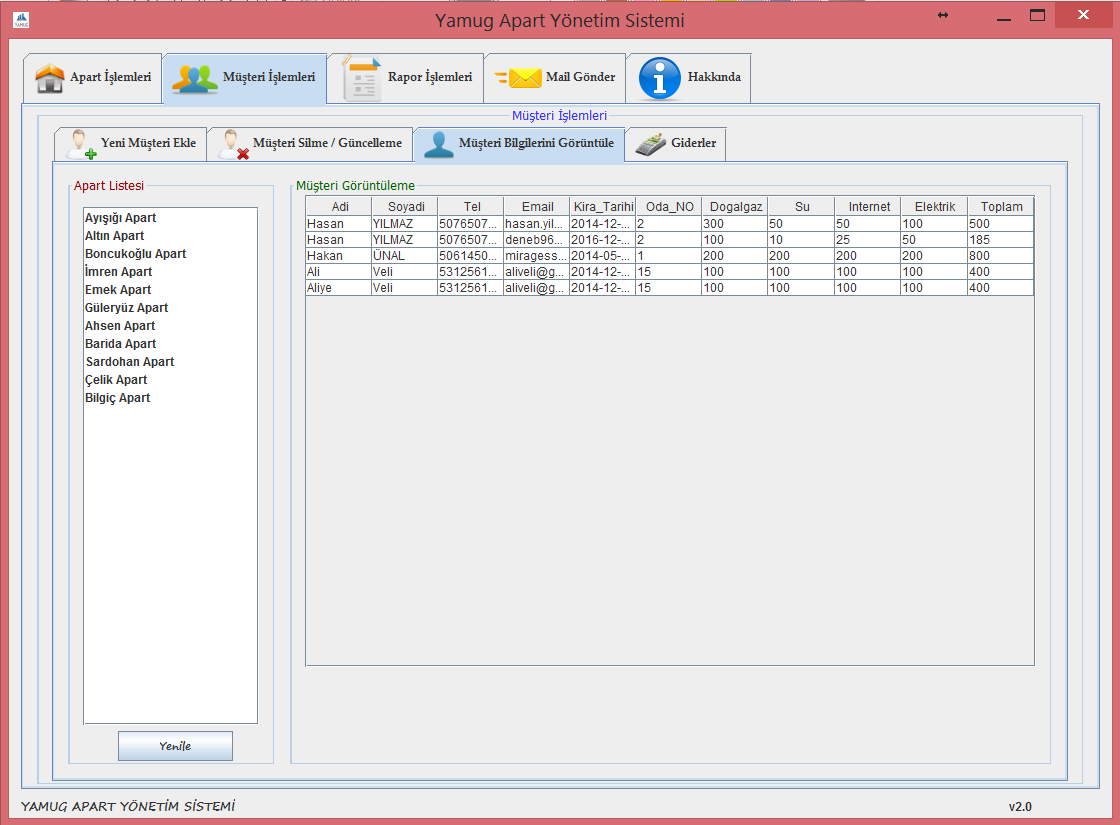 Yamug Apart Yönetim Sistemi
Apart İşlemleri Müşteri İşlemleri Rapor İşlemleri Mail Gönder Hakkında
Müşteri İşlemleri
Yeni Müşteri Ekle Müşteri Silme / Güncelleme Müşteri Bilgilerini Görüntüle Giderler
Apart Listesi
Ayışığı Apart
Altın Apart
Boncukoğlu Apart
İmren Apart
Emek Apart
Güleryüz Apart
Ahsen Apart
Barida Apart
Sardohan Apart
Çelik Apart
Bilgiç Apart
Yenile
Müşteri Görüntüleme
Adi Soyadi Tel Email Kira_Tarihi Oda_NO Dogalgaz Su Internet Elektrik Toplam
Hasan YILMAZ 5076507... hasan.yil... 2014-12-... 2 300 50 50 100 500
Hasan YILMAZ 5076507... deneb96... 2016-12-... 2 100 10 25 50 185
Hakan ÜNAL 5061450... miragess... 2014-05-... 1 200 200 200 200 800
Ali Veli 5312561... aliveli@g... 2014-12-... 15 100 100 100 100 400
Aliye Veli 5312561... aliveli@g... 2014-12-... 15 100 100 100 100 400
YAMUG APART YÖNETİM SİSTEMİ v2.0